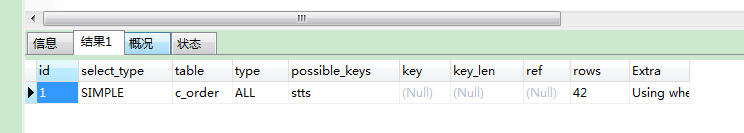 信息 结果1 概况 状态
id select_type table type possible_keys key key_len ref rows Extra
1 SIMPLE c_order ALL stts (Null) (Null) (Null) 42 Using whe